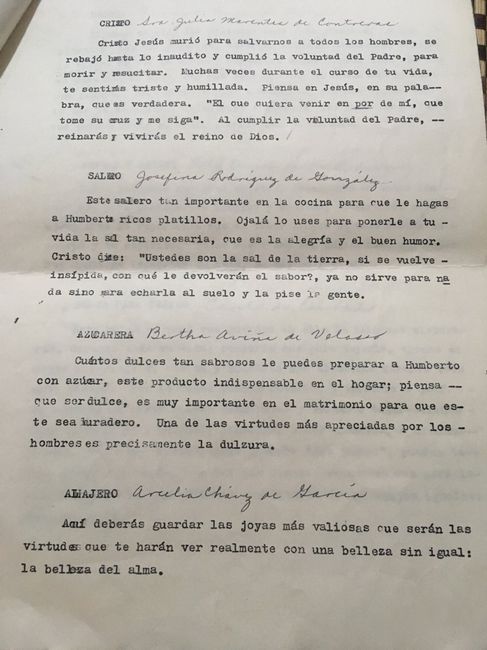 CRISTO Sra Julia Marentes de Contreras
Cristo Jesús murió para salvarnos a todos los hombres, se
rebajó hasta lo inaudito y cumplió la voluntad del Padre, para
morir y resucitar. Muchas veces durante el curso de tu vida,
te sentirás triste y humillada. Piensa en Jesús, en su pala--
bra, que es verdadera. "El que quiera venir en por de mí, que
tome su cruz y me siga". Al cumplir la voluntad del Padre, --
reinarás y vivirás el reino de Dios.
SALERO Josefina Rodríguez de González
Este salero tan importante en la cocina para que le hagas
a Humberto ricos platillos. Ojalá lo uses para ponerle a tu -
vida la sal tan necesaria, que es la alegría y el buen humor.
Cristo dice: "Ustedes son la sal de la tierra, si se vuelve -
insípida, con qué le devolverán el sabor?, ya no sirve para na
da sino para echarla al suelo y la pise la gente.
AZUCARERA Bertha Aviña de Velasco
Cuántos dulces tan sabrosos le puedes preparar a Humberto
con azúcar, este producto indispensable en el hogar; piensa --
que ser dulce, es muy importante en el matrimonio para que es-
te sea duradero. Una de las virtudes más apreciadas por los -
hombres es precisamente la dulzura.
ALHAJERO Arcelia Chávez de García
Aquí deberás guardar las joyas más valiosas que serán las
virtudes que te harán ver realmente con una belleza sin igual:
la belleza del alma.